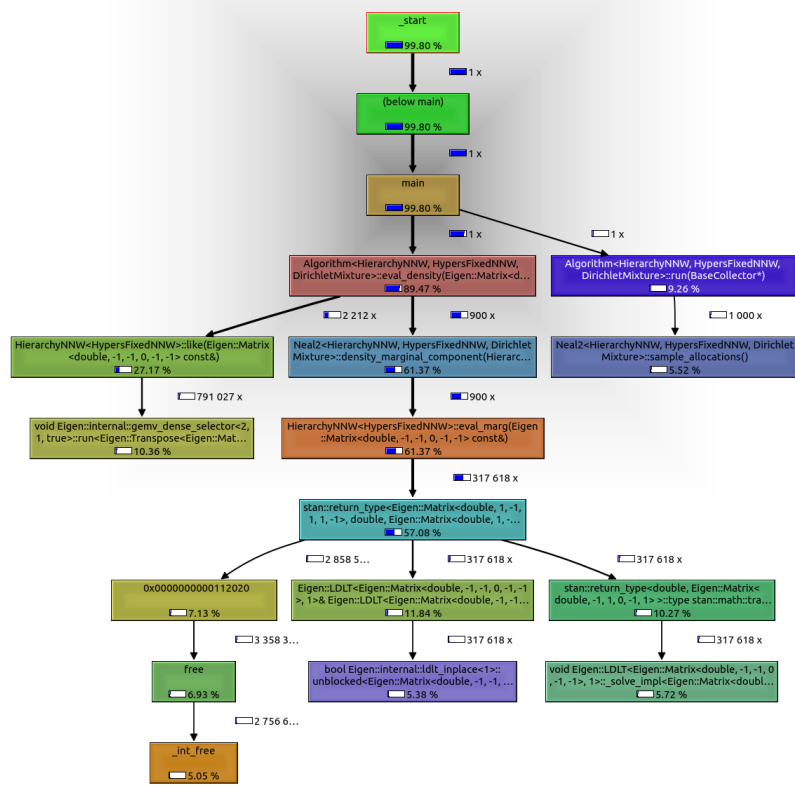 _start
99.80 %
1 x
(below main)
99.80 %
1 x
main
99.80 %
1 x
1 x
Algorithm<HierarchyNNW, HypersFixedNNW,
DirichletMixture>::eval_density(Eigen::Matrix<d...
89.47 %
Algorithm<HierarchyNNW, HypersFixedNNW,
DirichletMixture>::run(BaseCollector*)
9.26 %
2 212 x
900 x
1 000 x
HierarchyNNW<HypersFixedNNW>::like(Eigen::Matrix
<double, -1, -1, 0, -1, -1> const&)
27.17 %
Neal2<HierarchyNNW, HypersFixedNNW, Dirichlet
Mixture>::density_marginal_component(Hierarc...
61.37 %
Neal2<HierarchyNNW, HypersFixedNNW, Dirichlet
Mixture>::sample_allocations()
5.52 %
791 027 x
900 x
void Eigen::internal::gemv_dense_selector<2,
1, true>::run<Eigen::Transpose<Eigen::Mat...
10.36 %
HierarchyNNW<HypersFixedNNW>::eval_marg(Eigen
::Matrix<double, -1, -1, 0, -1, -1> const&)
61.37 %
317 618 x
stan::return_type<Eigen::Matrix<double, 1, -1,
1, 1, -1>, double, Eigen::Matrix<double, 1, -...
57.08 %
2 858 5...
317 618 x
317 618 x
0x0000000000112020
7.13 %
Eigen::LDLT<Eigen::Matrix<double, -1, -1, 0, -1, -1
>, 1>& Eigen::LDLT<Eigen::Matrix<double, -1, -1...
11.84 %
stan::return_type<double, Eigen::Matrix<
double, -1, 1, 0, -1, 1> >::type stan::math::tra...
10.27 %
3 358 3...
317 618 x
317 618 x
free
6.93 %
bool Eigen::internal::ldlt_inplace<1>::
unblocked<Eigen::Matrix<double, -1, -1, ...
5.38 %
void Eigen::LDLT<Eigen::Matrix<double, -1, -1, 0
, -1, -1>, 1>::_solve_impl<Eigen::Matrix<doubl...
5.72 %
2 756 6...
_int_free
5.05 %